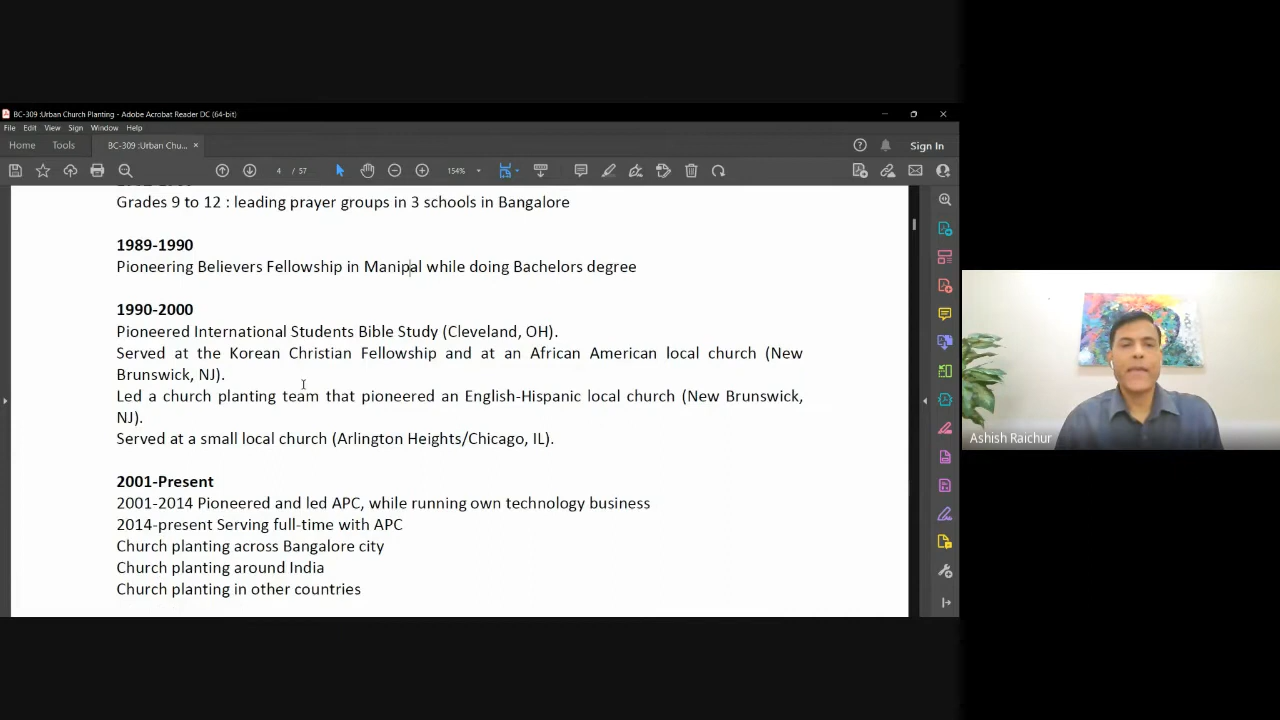 BC-309 :Urban Church Planting - Adobe Acrobat Reader DC (64-bit)
File Edit View Sign Window Help
Home Tools BC-309 :Urban Chu... × Sign In
4 / 57 154%
Grades 9 to 12 : leading prayer groups in 3 schools in Bangalore
1989-1990
Pioneering Believers Fellowship in Manipal while doing Bachelors degree
1990-2000
Pioneered International Students Bible Study (Cleveland, OH).
Served at the Korean Christian Fellowship and at an African American local church (New
Brunswick, NJ).
Led a church planting team that pioneered an English-Hispanic local church (New Brunswick,
NJ).
Served at a small local church (Arlington Heights/Chicago, IL).
2001-Present
2001-2014 Pioneered and led APC, while running own technology business
2014-present Serving full-time with APC
Church planting across Bangalore city
Church planting around India
Church planting in other countries
Ashish Raichur